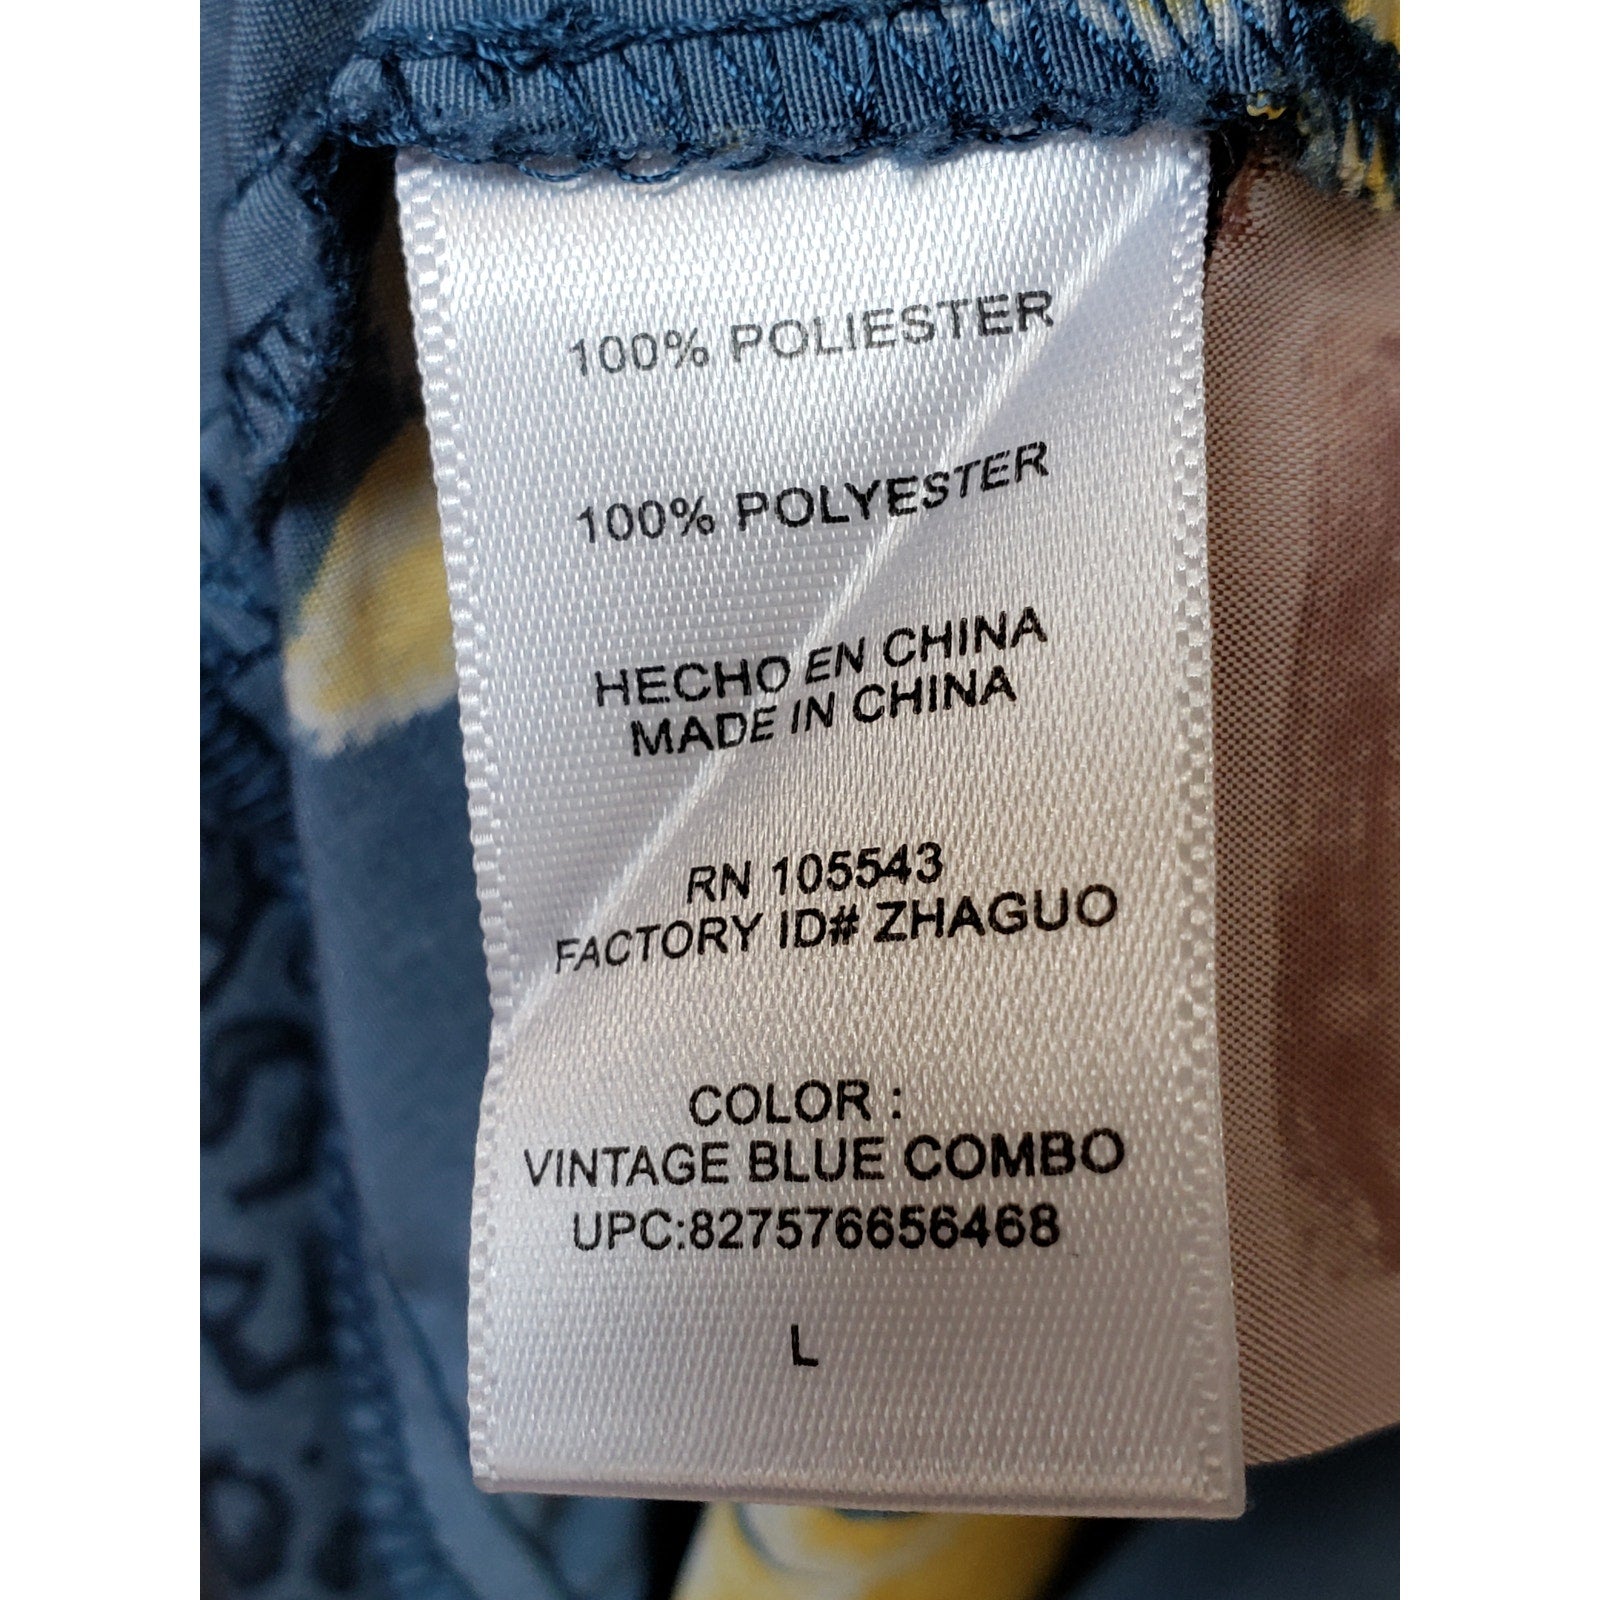 100% POLIESTER
100% POLYESTER
HECHO EN CHINA
MADE IN CHINA
RN 105543
FACTORY ID# ZHAGUO
COLOR :
VINTAGE BLUE COMBO
UPC:827576656468
L